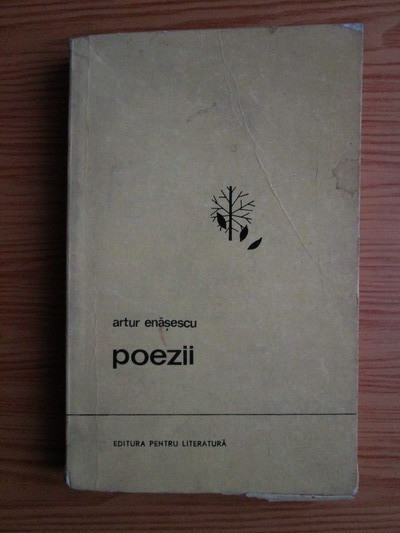 artur enășescu
poezii
EDITURA PENTRU LITERATURĂ